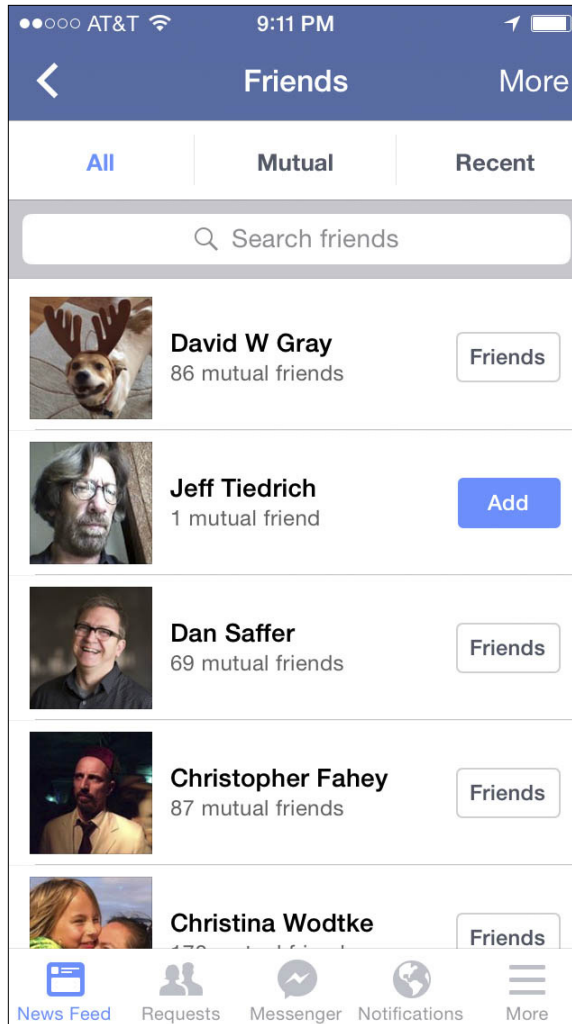 AT&T 9:11 PM
Friends More
All Mutual Recent
Search friends
David W Gray
86 mutual friends
Friends
Jeff Tiedrich
1 mutual friend
Add
Dan Saffer
69 mutual friends
Friends
Christopher Fahey
87 mutual friends
Friends
Christina Wodtke
Friends
News Feed Requests Messenger Notifications More